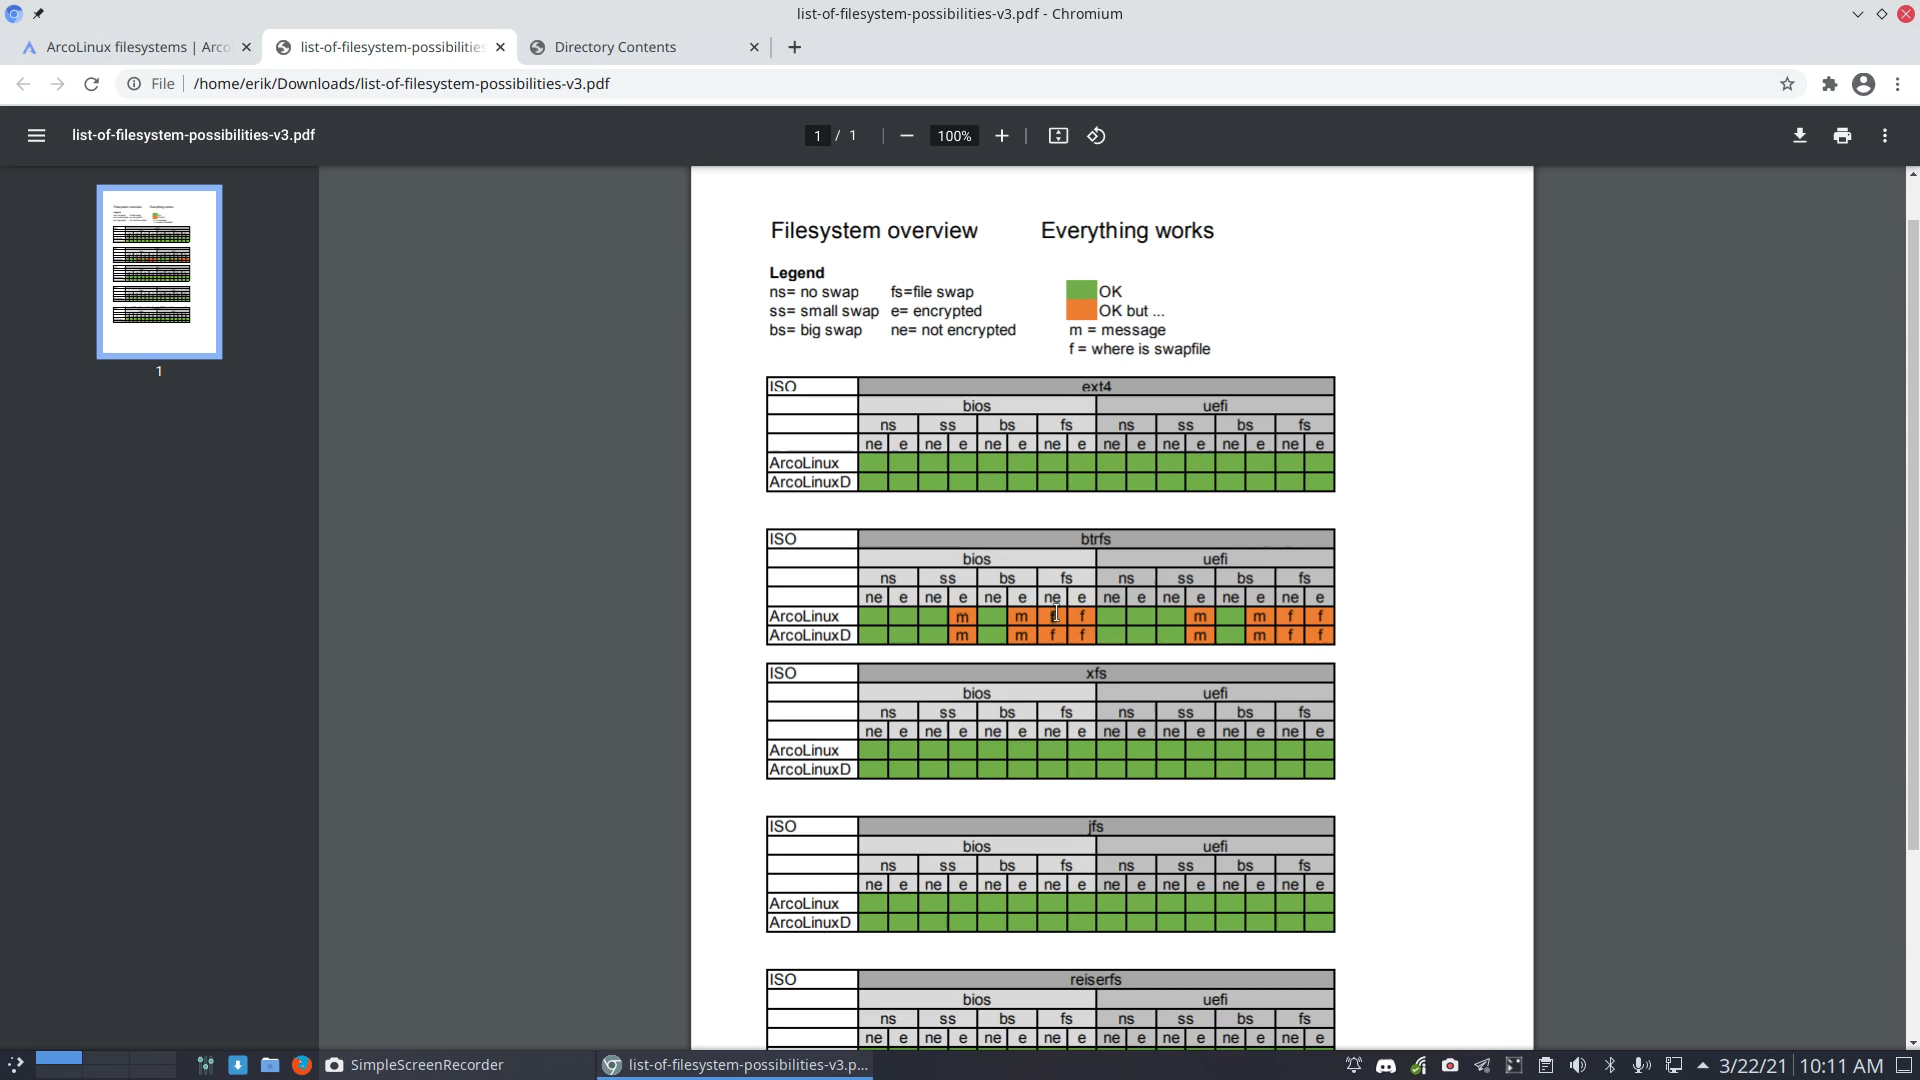 list-of-filesystem-possibilities-v3.pdf - Chromium
ArcoLinux filesystems | Arco
list-of-filesystem-possibilities
Directory Contents
File
/home/erik/Downloads/list-of-filesystem-possibilities-v3.pdf
list-of-filesystem-possibilities-v3.pdf
1 / 1
100%
1
Filesystem overview Everything works
Legend
ns= no swap fs=file swap OK
ss= small swap e= encrypted OK but ...
bs= big swap ne= not encrypted m = message
f = where is swapfile
ISO ext4
bios uefi
ns ss bs fs ns ss bs fs
ne e ne e ne e ne e ne e ne e ne e ne e
ArcoLinux
ArcoLinuxD
ISO btrfs
bios uefi
ns ss bs fs ns ss bs fs
ne e ne e ne e ne e ne e ne e ne e ne e
ArcoLinux m m f f m m f f
ArcoLinuxD m m f f m m f f
ISO xfs
bios uefi
ns ss bs fs ns ss bs fs
ne e ne e ne e ne e ne e ne e ne e ne e
ArcoLinux
ArcoLinuxD
ISO jfs
bios uefi
ns ss bs fs ns ss bs fs
ne e ne e ne e ne e ne e ne e ne e ne e
ArcoLinux
ArcoLinuxD
ISO reiserfs
bios uefi
ns ss bs fs ns ss bs fs
ne e ne e ne e ne e ne e ne e ne e ne e
SimpleScreenRecorder
list-of-filesystem-possibilities-v3.p...
3/22/21 10:11 AM